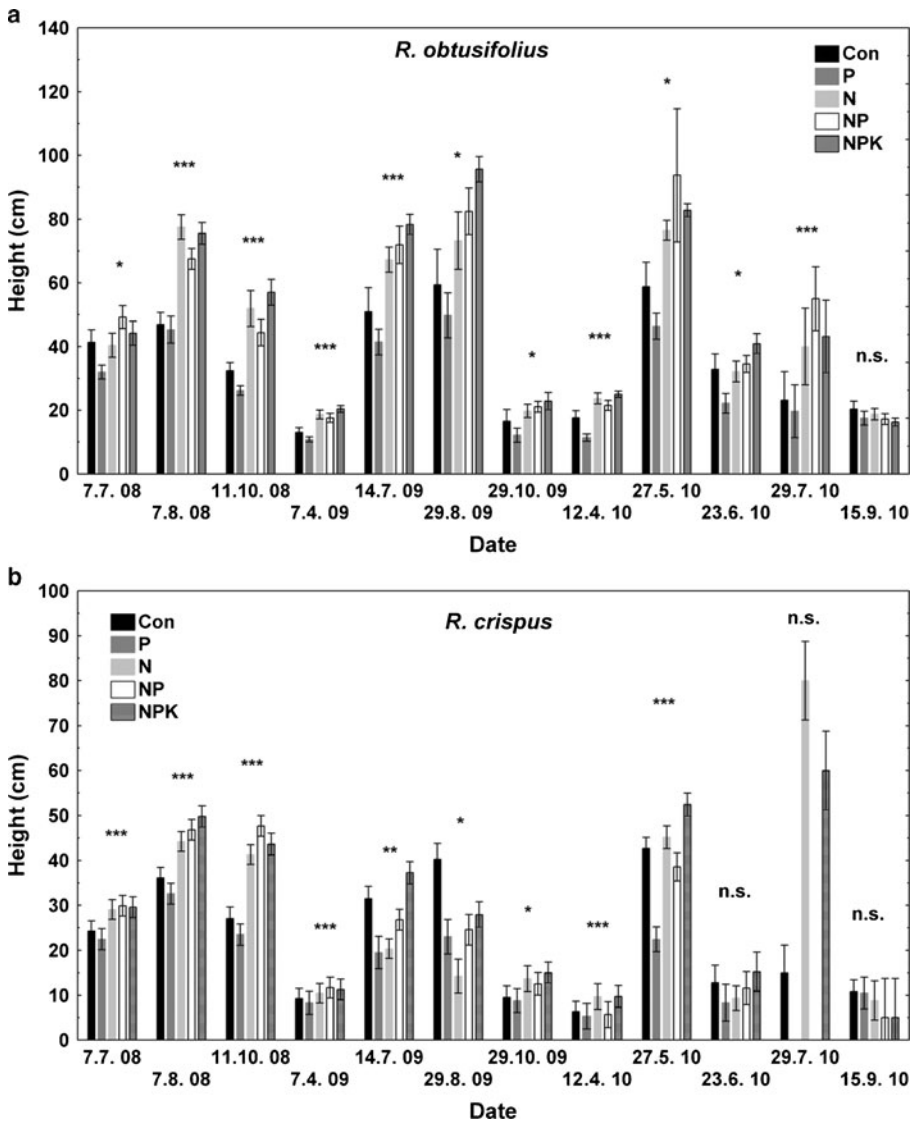 a
R. obtusifolius
Con
P
N
NP
NPK
140
120
100
80
60
40
20
0
Height (cm)
* *** *** *** *** * * *** * * *** n.s.
7.7. 08 11.10. 08 14.7. 09 29.10. 09 27.5. 10 29.7. 10
7.8. 08 7.4. 09 29.8. 09 12.4. 10 23.6. 10 15.9. 10
Date
b
R. crispus
Con
P
N
NP
NPK
100
90
80
70
60
50
40
30
20
10
0
Height (cm)
*** *** *** *** ** * * *** *** n.s. n.s. n.s.
7.7. 08 11.10. 08 14.7. 09 29.10. 09 27.5. 10 29.7. 10
7.8. 08 7.4. 09 29.8. 09 12.4. 10 23.6. 10 15.9. 10
Date